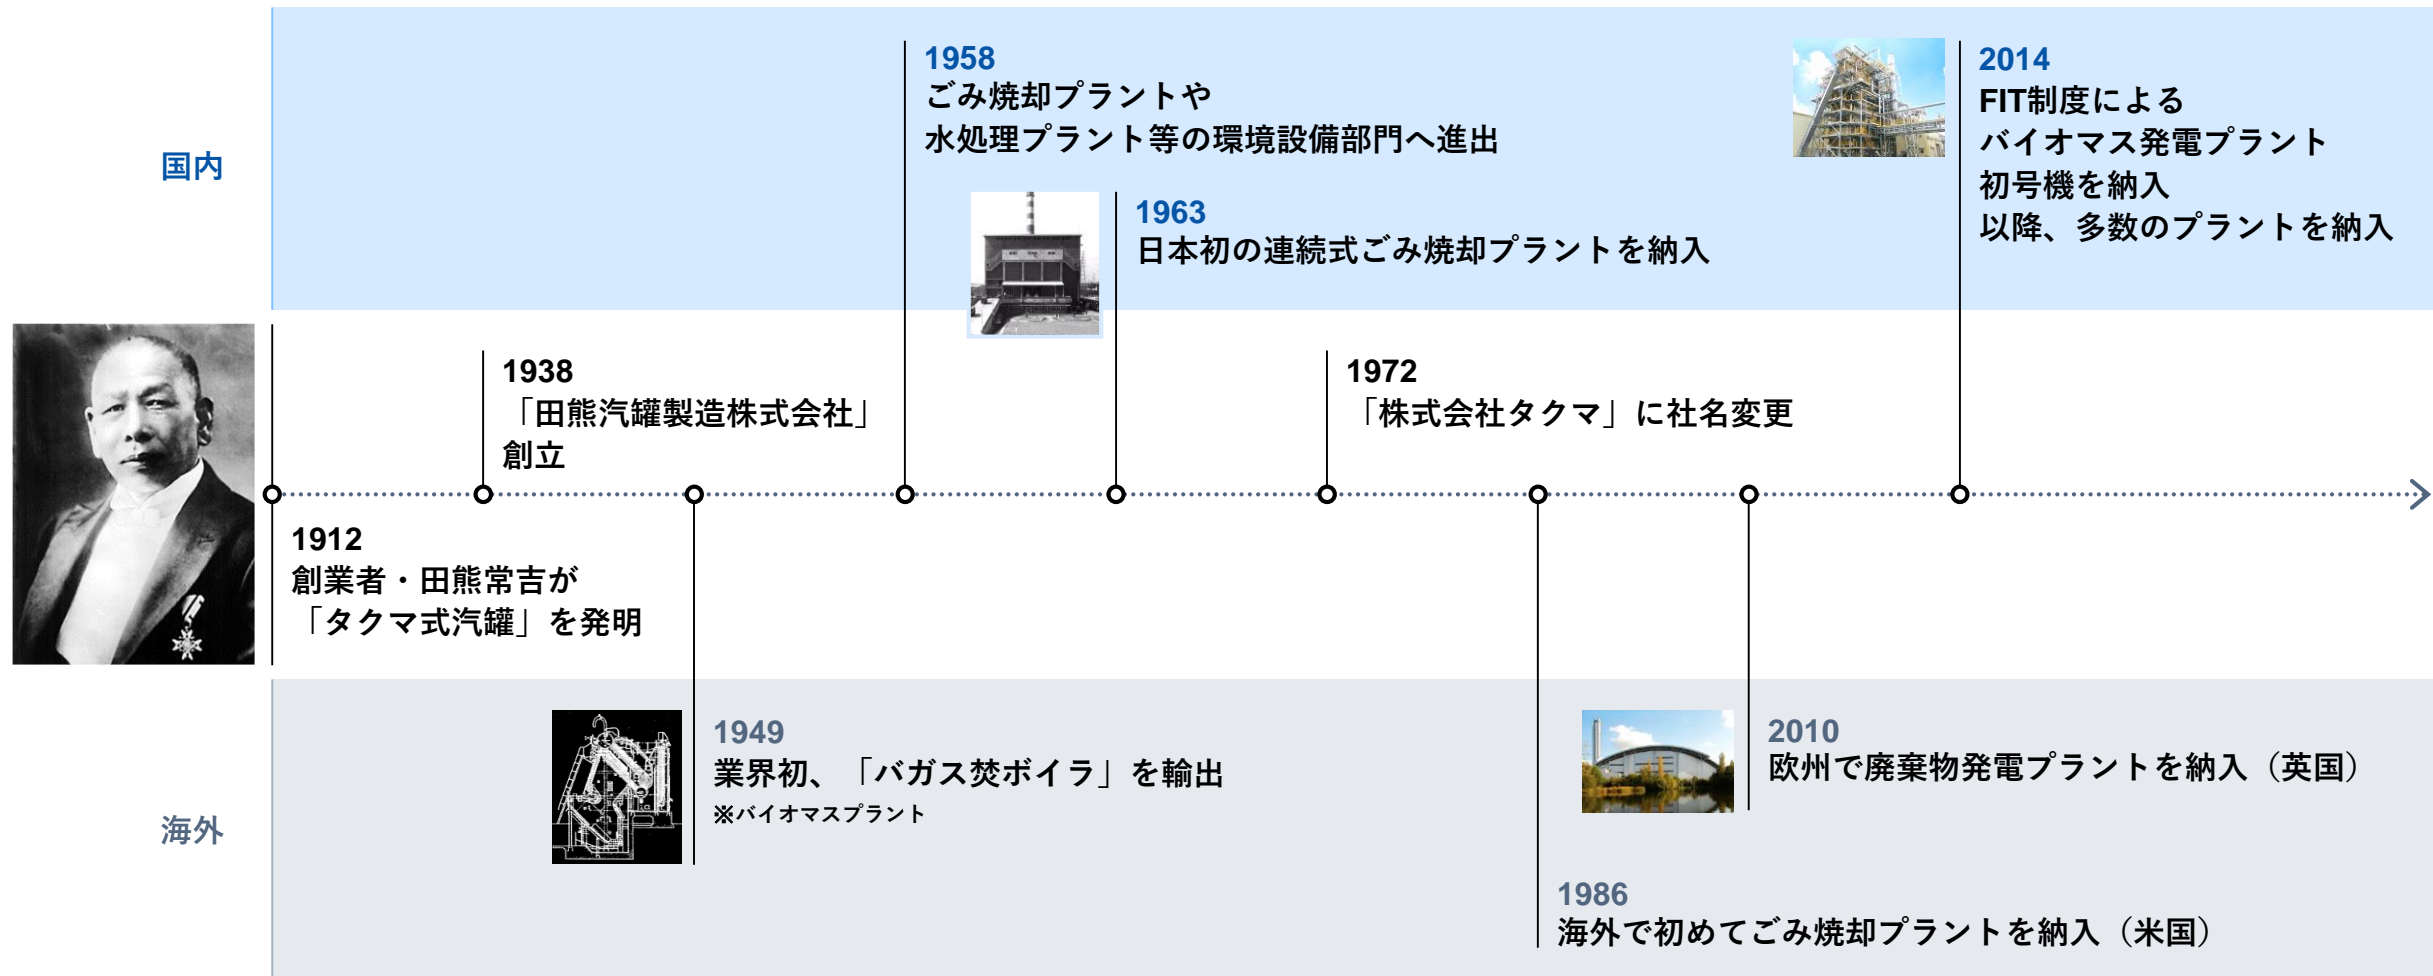 国内
1958
ごみ焼却プラントや
水処理プラント等の環境設備部門へ進出
1963
日本初の連続式ごみ焼却プラントを納入
2014
FIT制度による
バイオマス発電プラント
初号機を納入
以降、多数のプラントを納入
1938
「田熊汽罐製造株式会社」
創立
1972
「株式会社タクマ」に社名変更
1912
創業者・田熊常吉が
「タクマ式汽罐」を発明
海外
1949
業界初、「バガス焚ボイラ」を輸出
※バイオマスプラント
2010
欧州で廃棄物発電プラントを納入（英国）
1986
海外で初めてごみ焼却プラントを納入（米国）